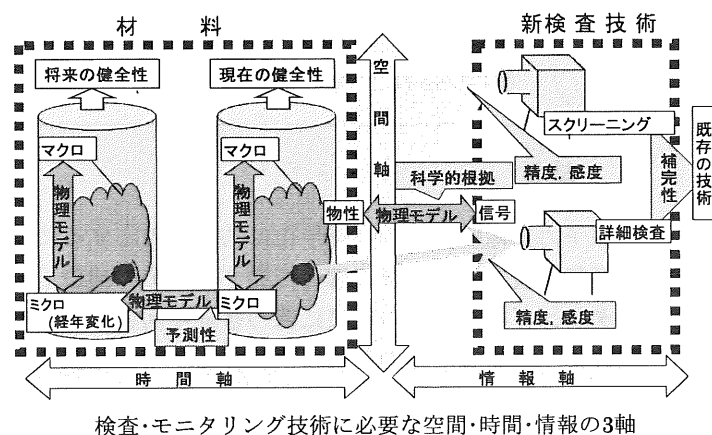 材料
新検査技術
将来の健全性
現在の健全性
空間軸
マクロ
物理モデル
マクロ
物理モデル
スクリーニング
精度,感度
補完性
既存の技術
科学的根拠
物性
物理モデル
信号
詳細検査
ミクロ
(経年変化)
物理モデル
ミクロ
予測性
精度,感度
時間軸
情報軸
検査・モニタリング技術に必要な空間・時間・情報の3軸